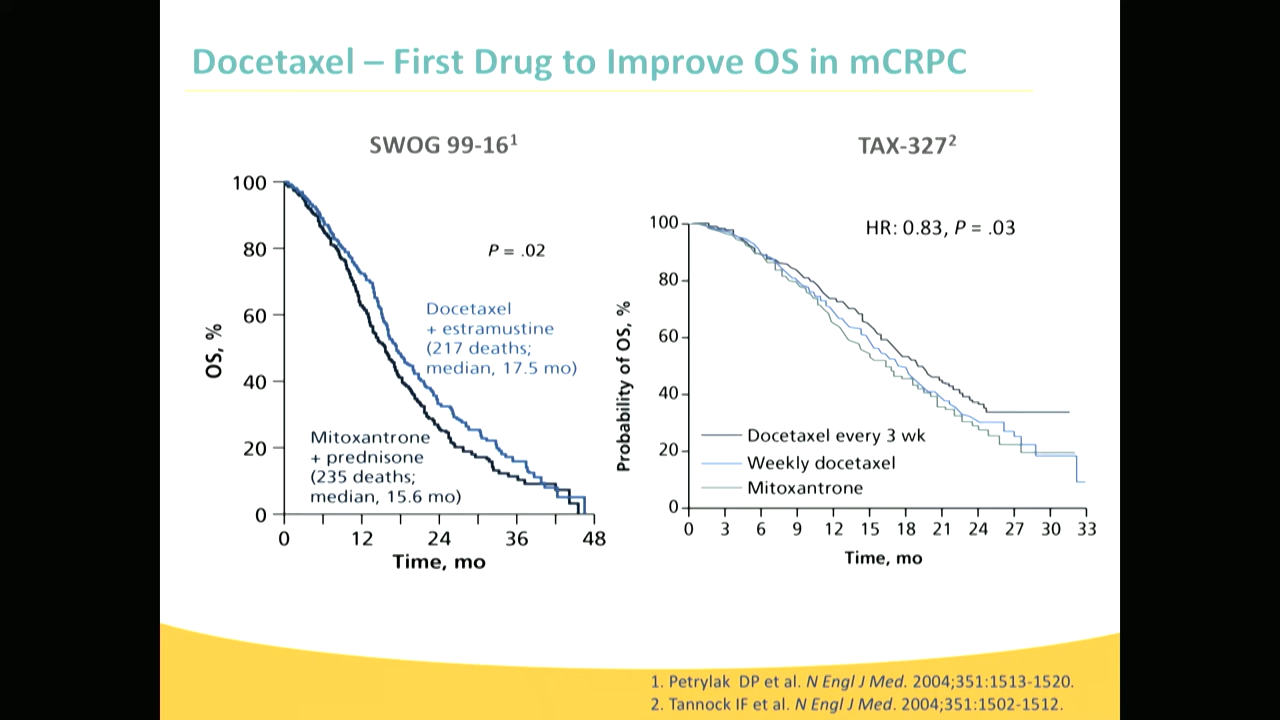 Docetaxel – First Drug to Improve OS in mCRPC
SWOG 99-16¹
100
80
60
40
20
0
OS, %
P = .02
Docetaxel
+ estramustine
(217 deaths;
median, 17.5 mo)
Mitoxantrone
+ prednisone
(235 deaths;
median, 15.6 mo)
0 12 24 36 48
Time, mo
TAX-327²
100
80
60
40
20
0
Probability of OS, %
HR: 0.83, P = .03
Docetaxel every 3 wk
Weekly docetaxel
Mitoxantrone
0 3 6 9 12 15 18 21 24 27 30 33
Time, mo
1. Petrylak DP et al. N Engl J Med. 2004;351:1513-1520.
2. Tannock IF et al. N Engl J Med. 2004;351:1502-1512.